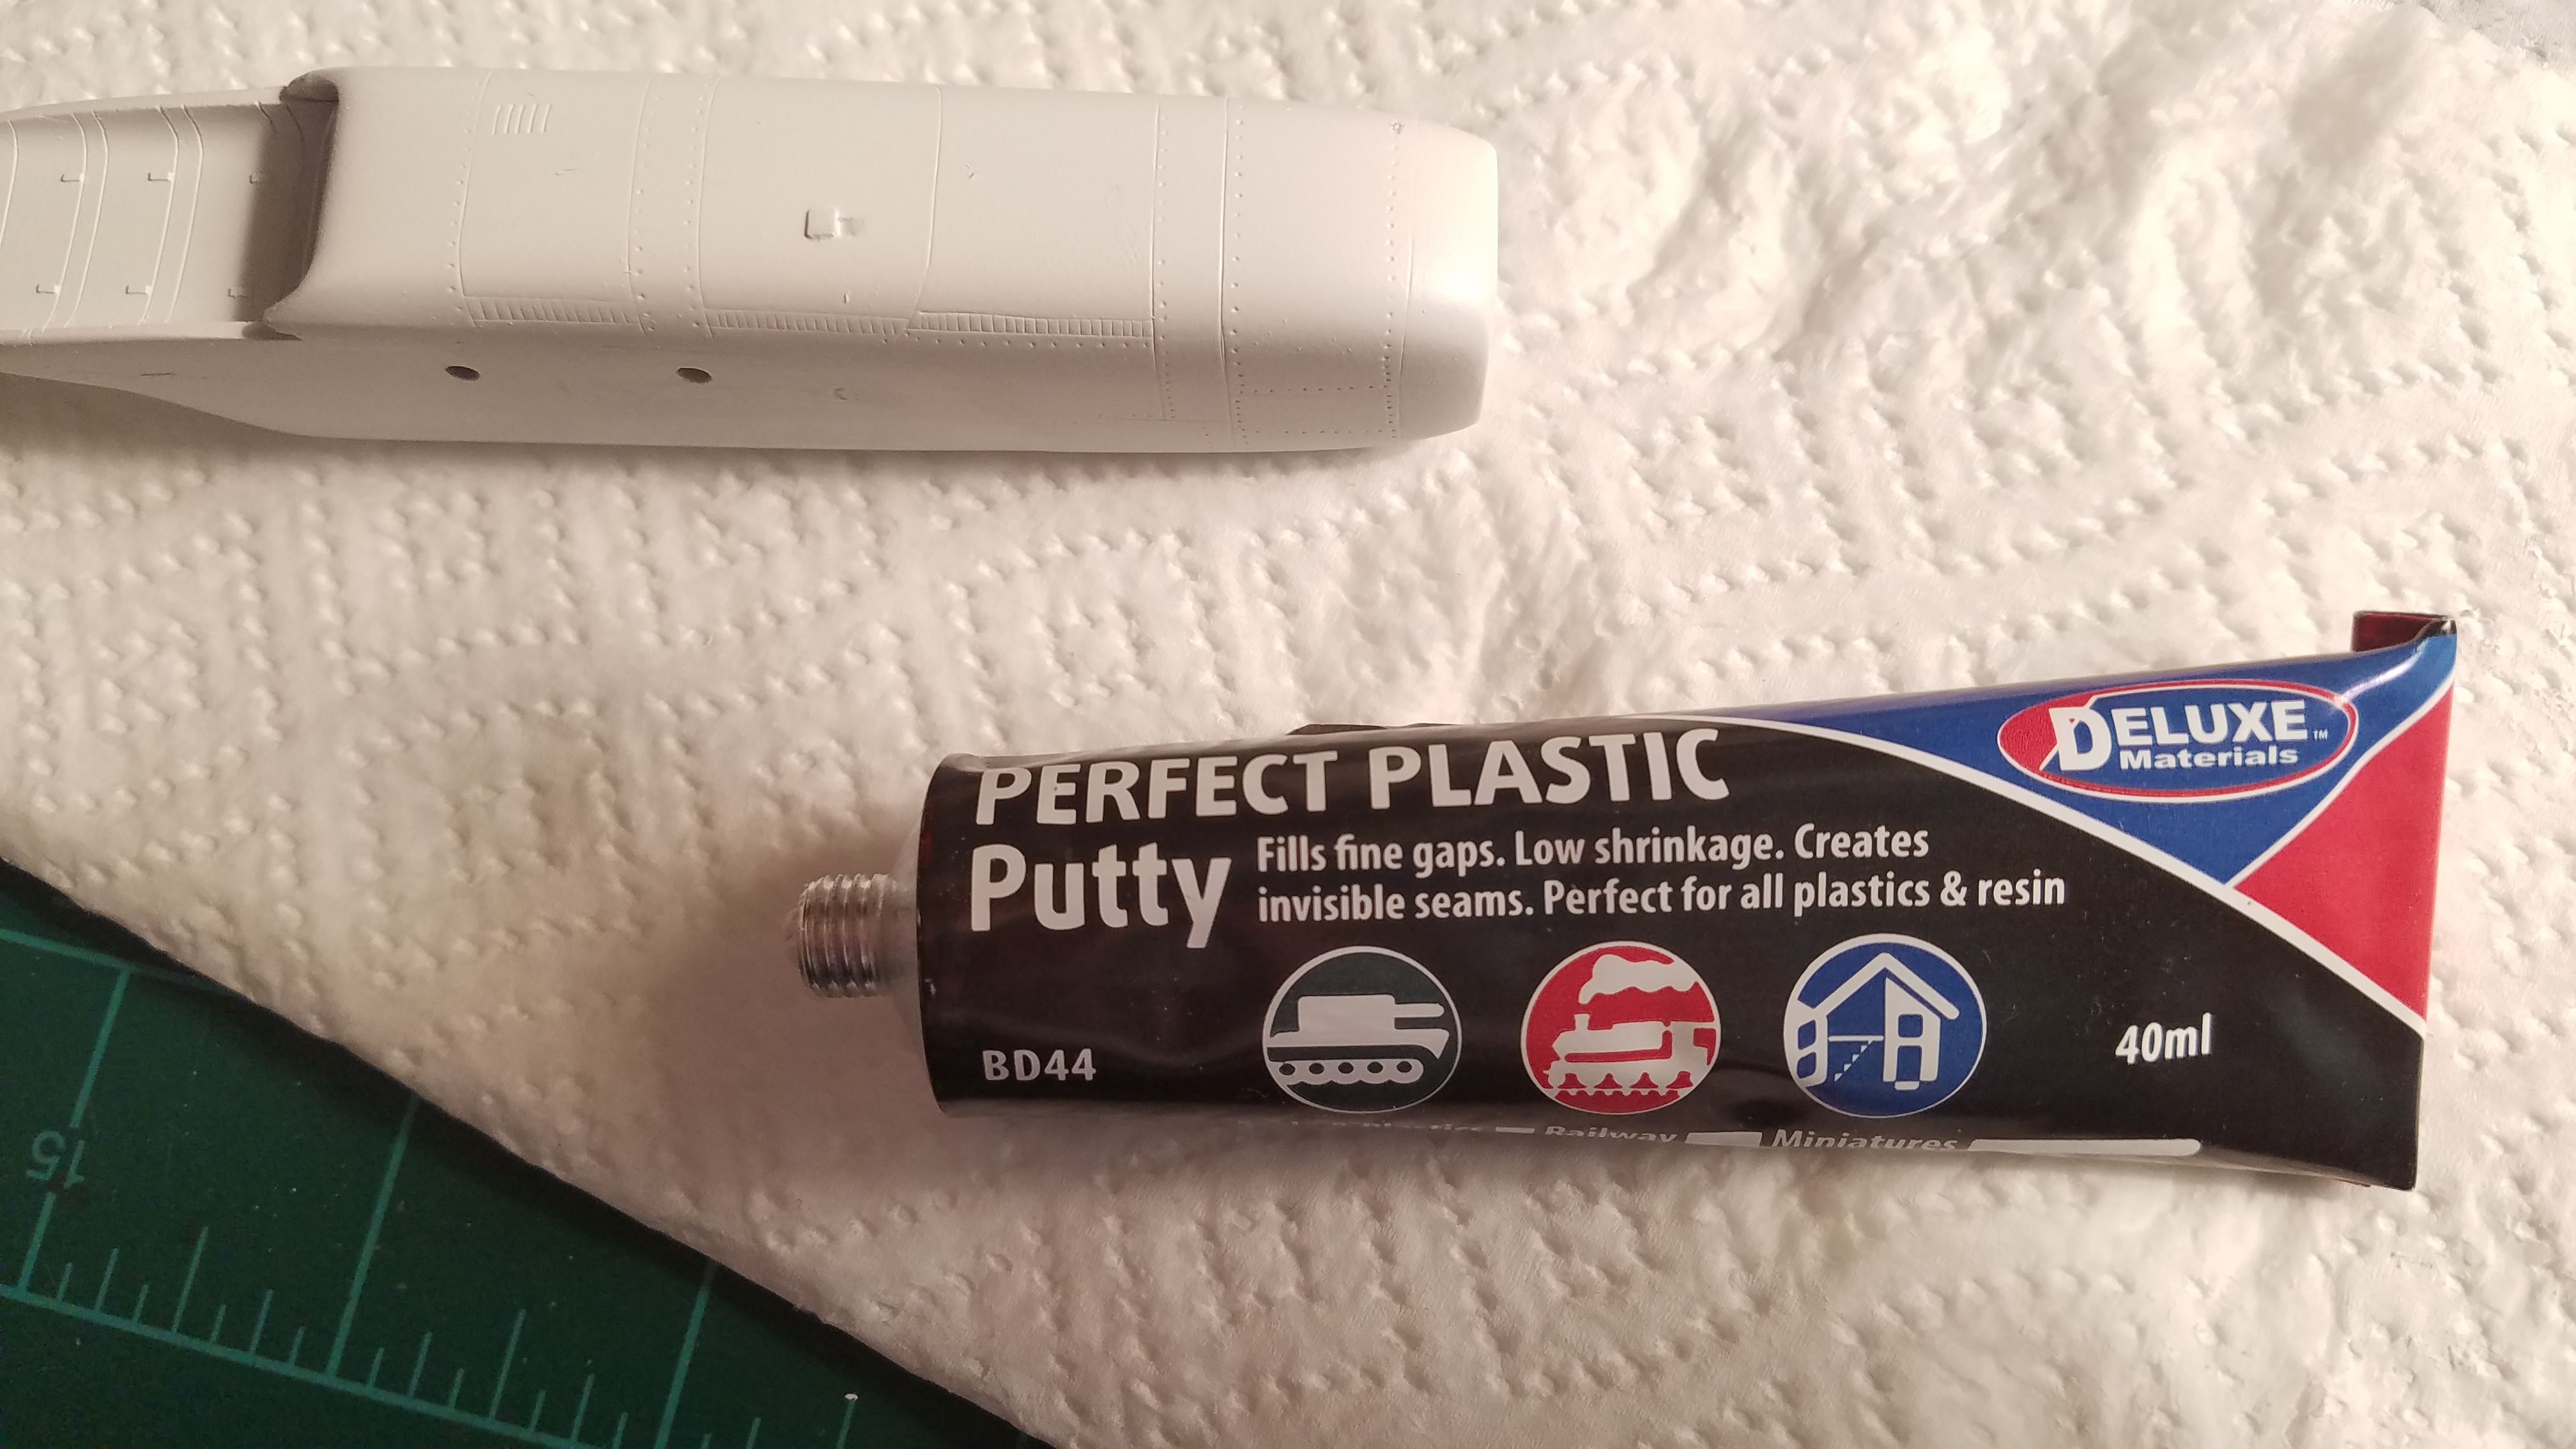 PERFECT PLASTIC
Putty
Fills fine gaps. Low shrinkage. Creates
invisible seams. Perfect for all plastics & resin
DELUXE™
Materials
BD44
40ml
Railway
Miniatures
15